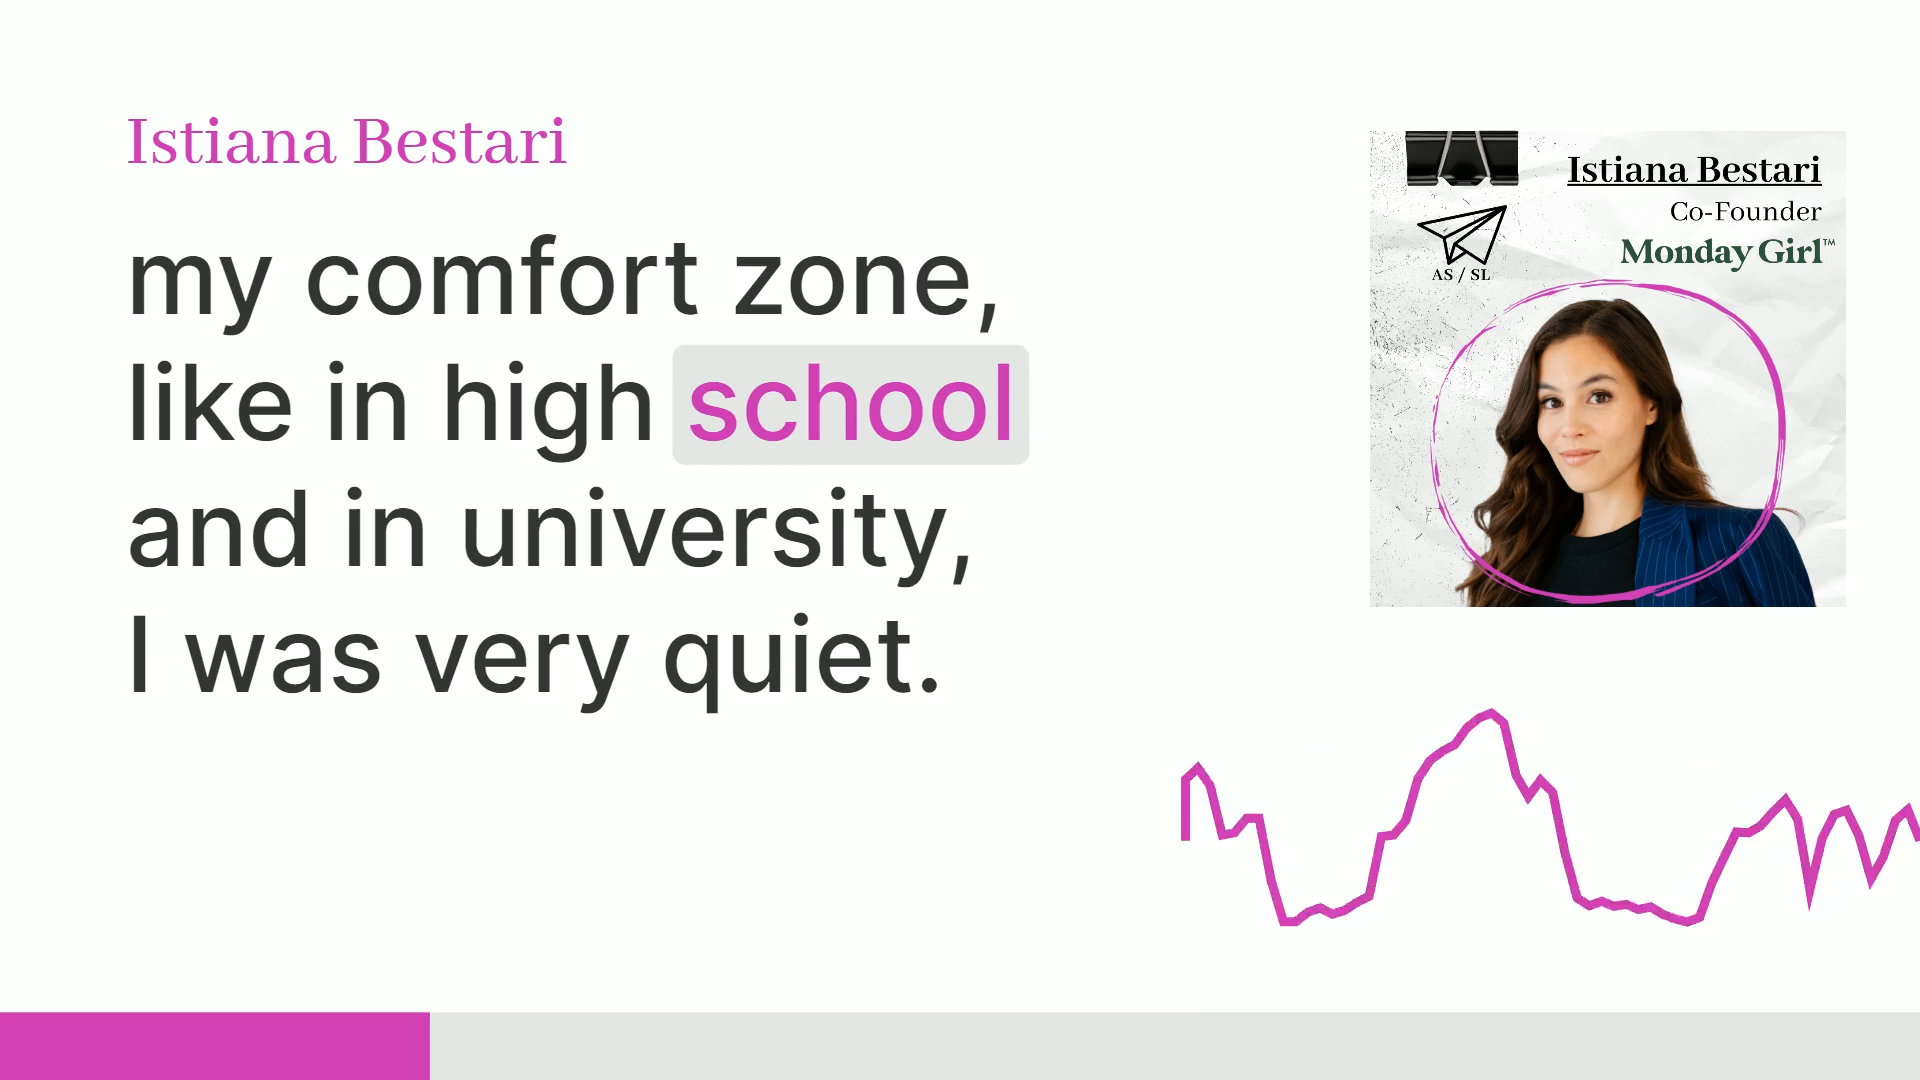 Istiana Bestari
my comfort zone,
like in high school
and in university,
I was very quiet.
Istiana Bestari
Co-Founder
Monday Girl™
AS / SL